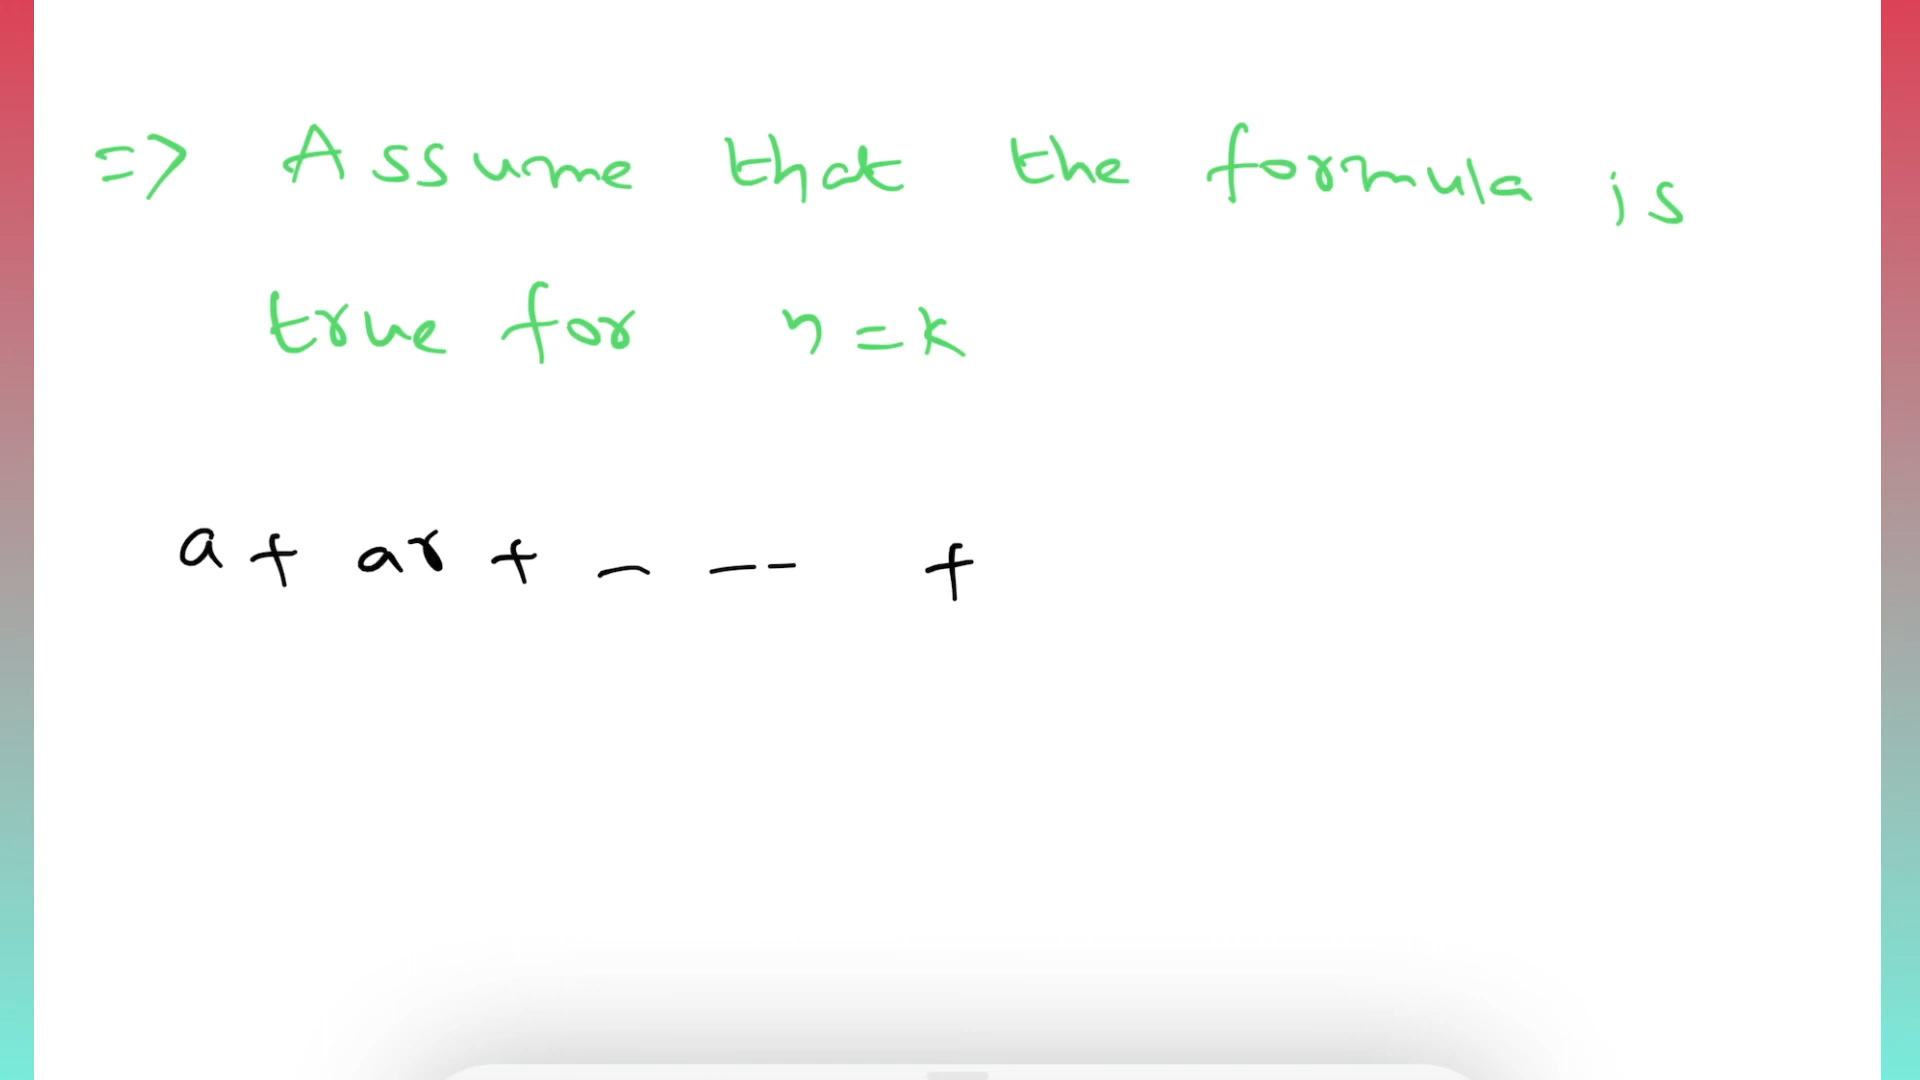 => Assume that the formula is
true for n = k
a + ar + - - - +